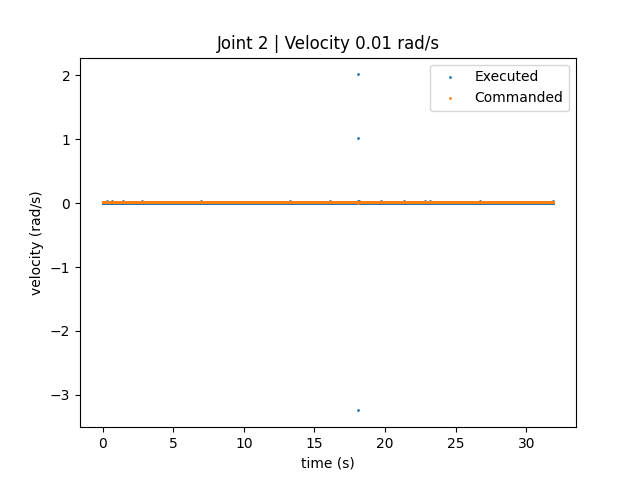 Joint 2 | Velocity 0.01 rad/s
Executed
Commanded
2
1
0
−1
−2
−3
velocity (rad/s)
0 5 10 15 20 25 30
time (s)